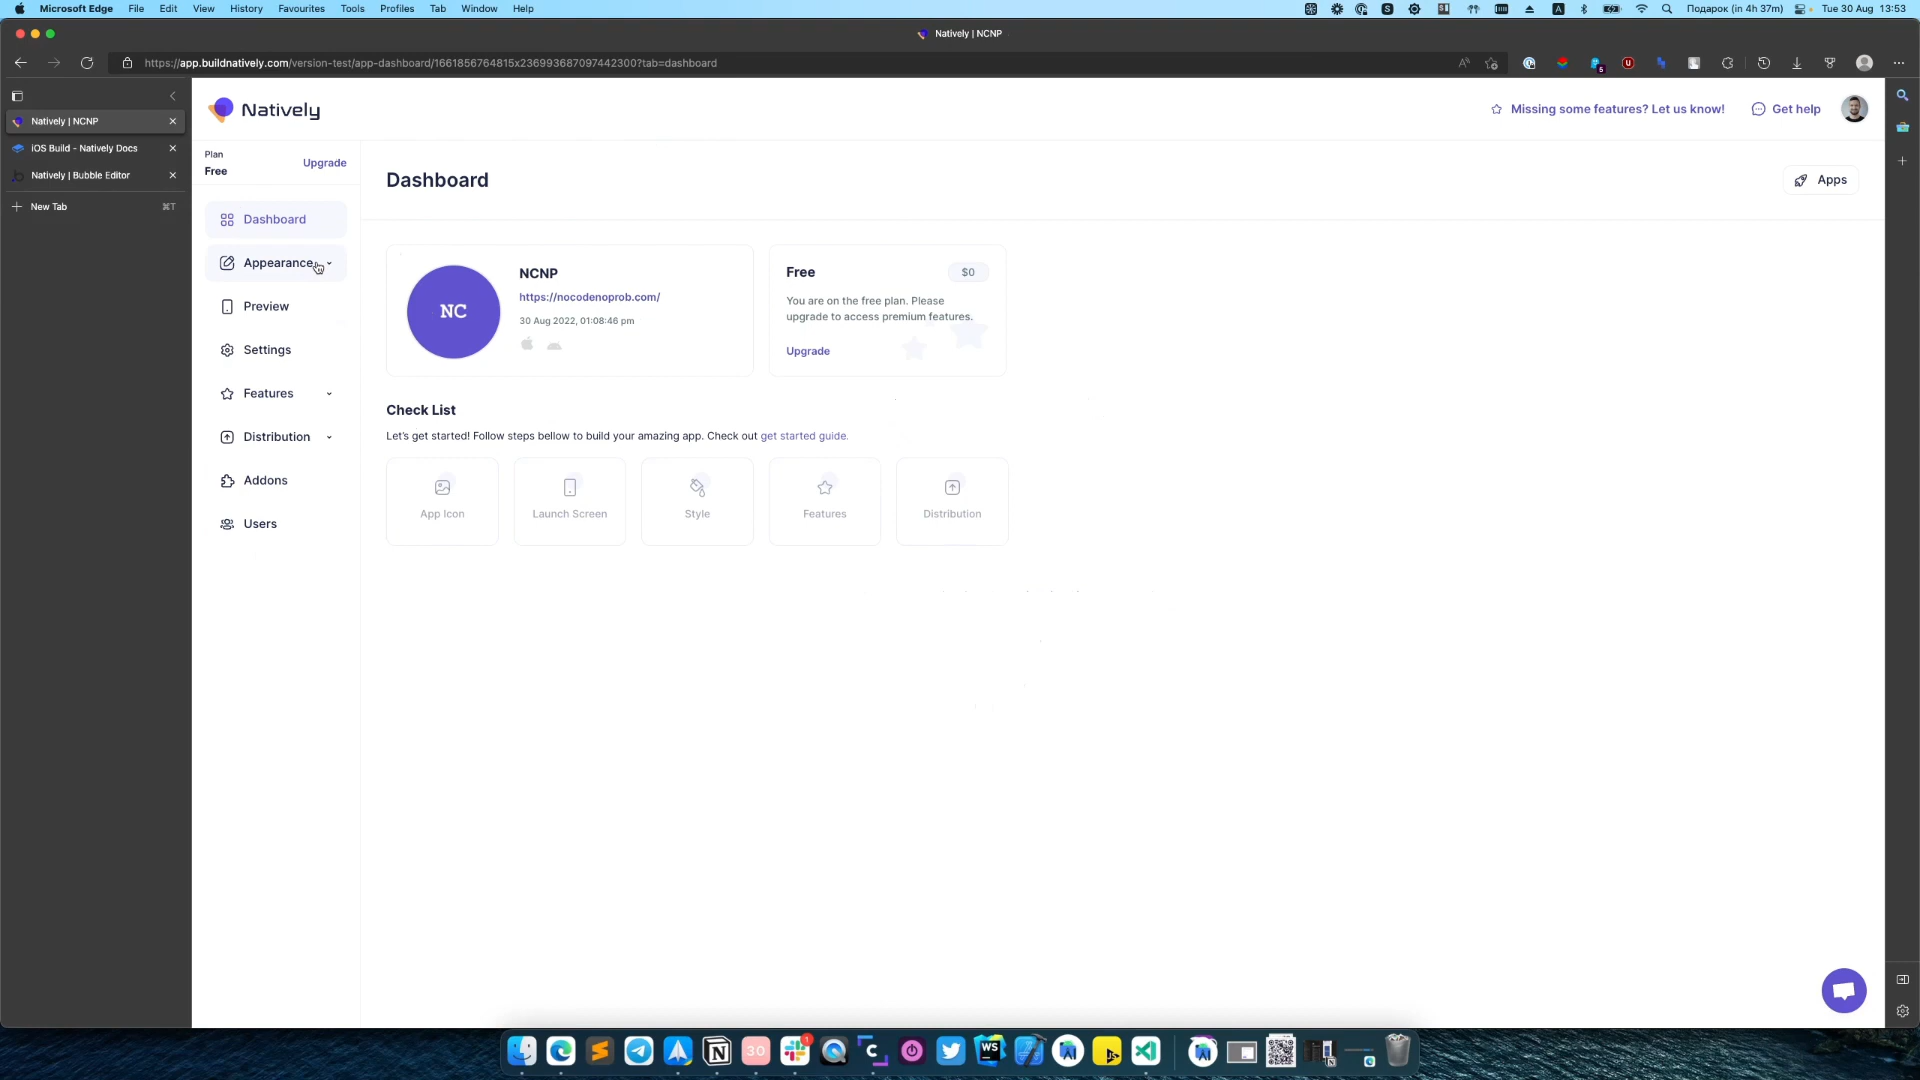 Microsoft Edge File Edit View History Favourites Tools Profiles Tab Window Help
Подарок (in 4h 37m) Tue 30 Aug 13:53
Natively | NCNP
https://app.buildnatively.com/version-test/app-dashboard/1661856764815x236993687097442300?tab=dashboard
Natively | NCNP
iOS Build - Natively Docs
Natively | Bubble Editor
New Tab ⌘T
Natively
Missing some features? Let us know!
Get help
Plan
Free
Upgrade
Dashboard
Appearance
Preview
Settings
Features
Distribution
Addons
Users
Dashboard
Apps
NC
NCNP
https://nocodenoprob.com/
30 Aug 2022, 01:08:46 pm
Free
$0
You are on the free plan. Please
upgrade to access premium features.
Upgrade
Check List
Let's get started! Follow steps bellow to build your amazing app. Check out get started guide.
App Icon
Launch Screen
Style
Features
Distribution
30
1
WS